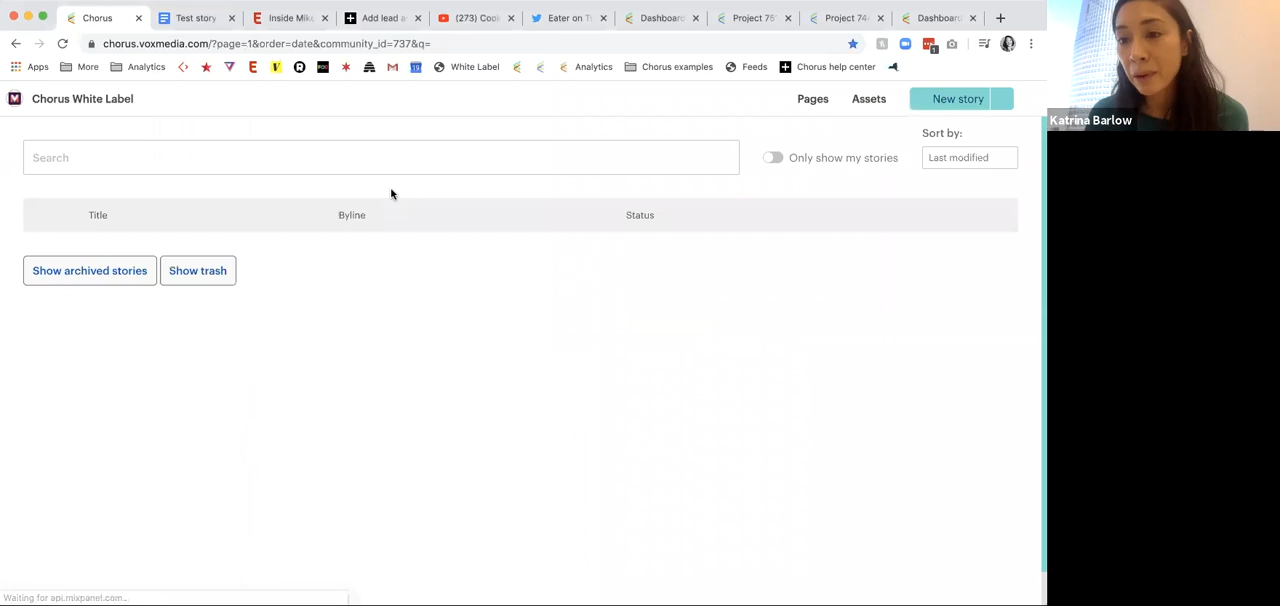 Chorus
Test story
Inside Mike
Add lead a
(273) Cook
Eater on Tw
Dashboard
Project 75
Project 74
Dashboard
chorus.voxmedia.com/?page=1&order=date&community_id=737&q=
Apps
More
Analytics
White Label
Analytics
Chorus examples
Feeds
Chorus help center
Chorus White Label
Pages
Assets
New story
Sort by:
Search
Only show my stories
Last modified
Title
Byline
Status
Show archived stories
Show trash
Waiting for api.mixpanel.com...
Katrina Barlow